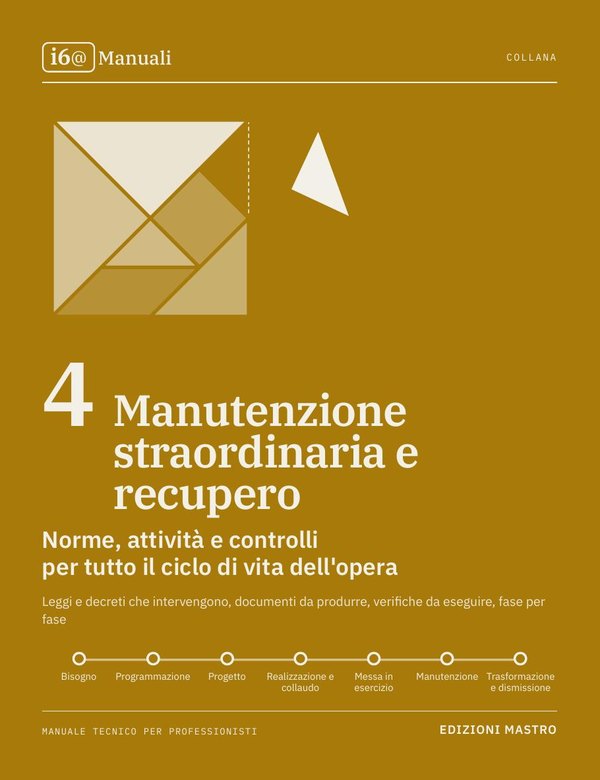 i6@ Manuali
COLLANA
4
Manutenzione
straordinaria e
recupero
Norme, attività e controlli
per tutto il ciclo di vita dell'opera
Leggi e decreti che intervengono, documenti da produrre, verifiche da eseguire, fase per
fase
Bisogno
Programmazione
Progetto
Realizzazione e
collaudo
Messa in
esercizio
Manutenzione
Trasformazione
e dismissione
MANUALE TECNICO PER PROFESSIONISTI
EDIZIONI MASTRO